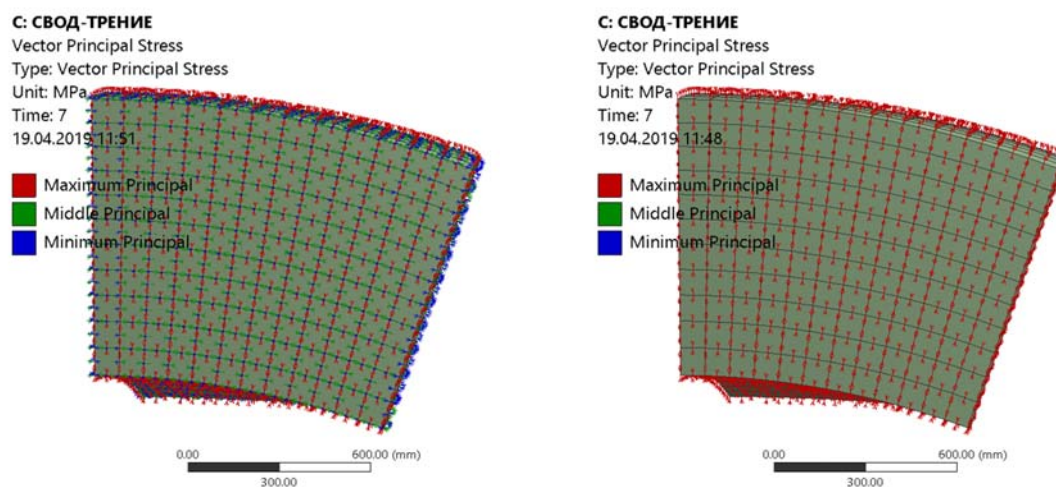 C: СВОД-ТРЕНИЕ
Vector Principal Stress
Type: Vector Principal Stress
Unit: MPa
Time: 7
19.04.2019 11:51
Maximum Principal
Middle Principal
Minimum Principal
0.00
600.00 (mm)
300.00
C: СВОД-ТРЕНИЕ
Vector Principal Stress
Type: Vector Principal Stress
Unit: MPa
Time: 7
19.04.2019 11:48
Maximum Principal
Middle Principal
Minimum Principal
0.00
600.00 (mm)
300.00